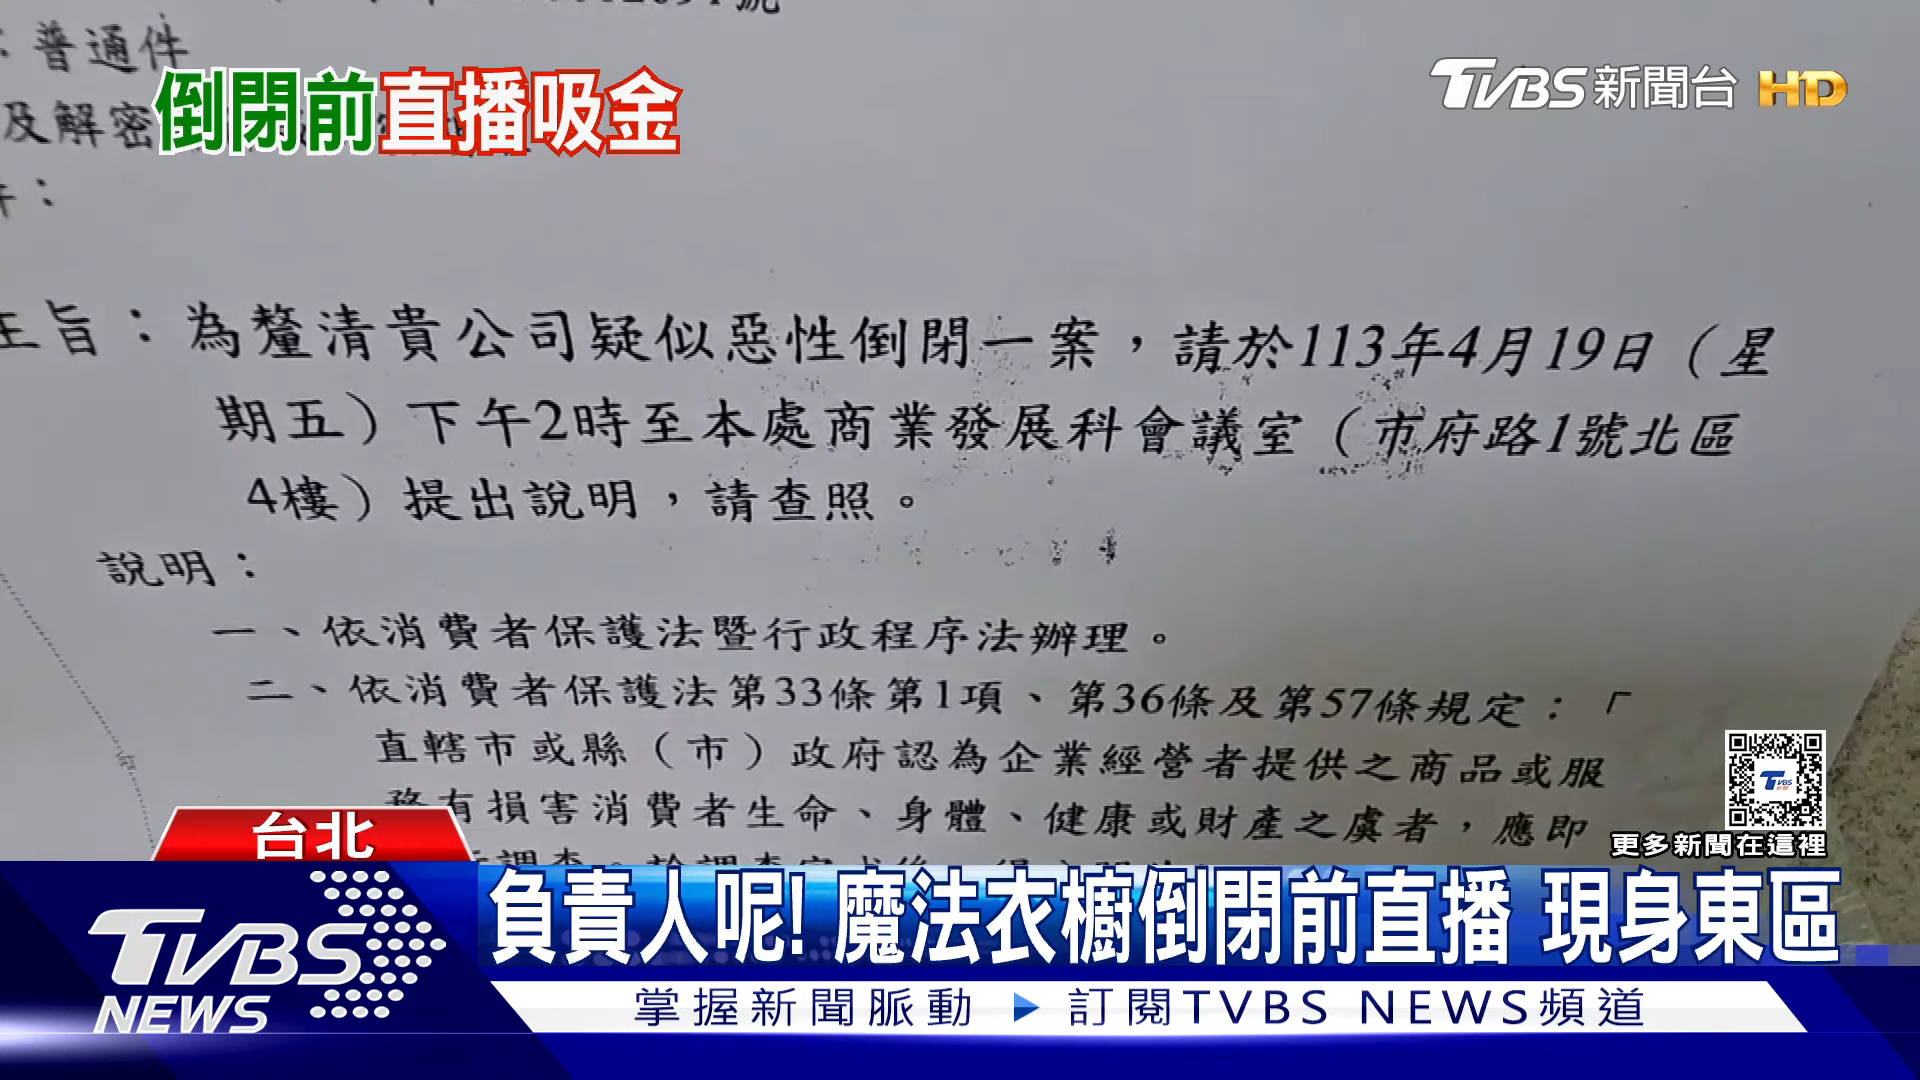 ：普通件
及解密
件：
倒閉前直播吸金
TVBS新聞台 HD
主旨：為釐清貴公司疑似惡性倒閉一案，請於113年4月19日（星
期五）下午2時至本處商業發展科會議室（市府路1號北區
4樓）提出說明，請查照。
說明：
一、依消費者保護法暨行政程序法辦理。
二、依消費者保護法第33條第1項、第36條及第57條規定：「
直轄市或縣（市）政府認為企業經營者提供之商品或服
務有損害消費者生命、身體、健康或財產之虞者，應即
TVBS 新聞
更多新聞在這裡
台北
負責人呢! 魔法衣櫥倒閉前直播 現身東區
TVBS NEWS
掌握新聞脈動 ▶ 訂閱TVBS NEWS頻道